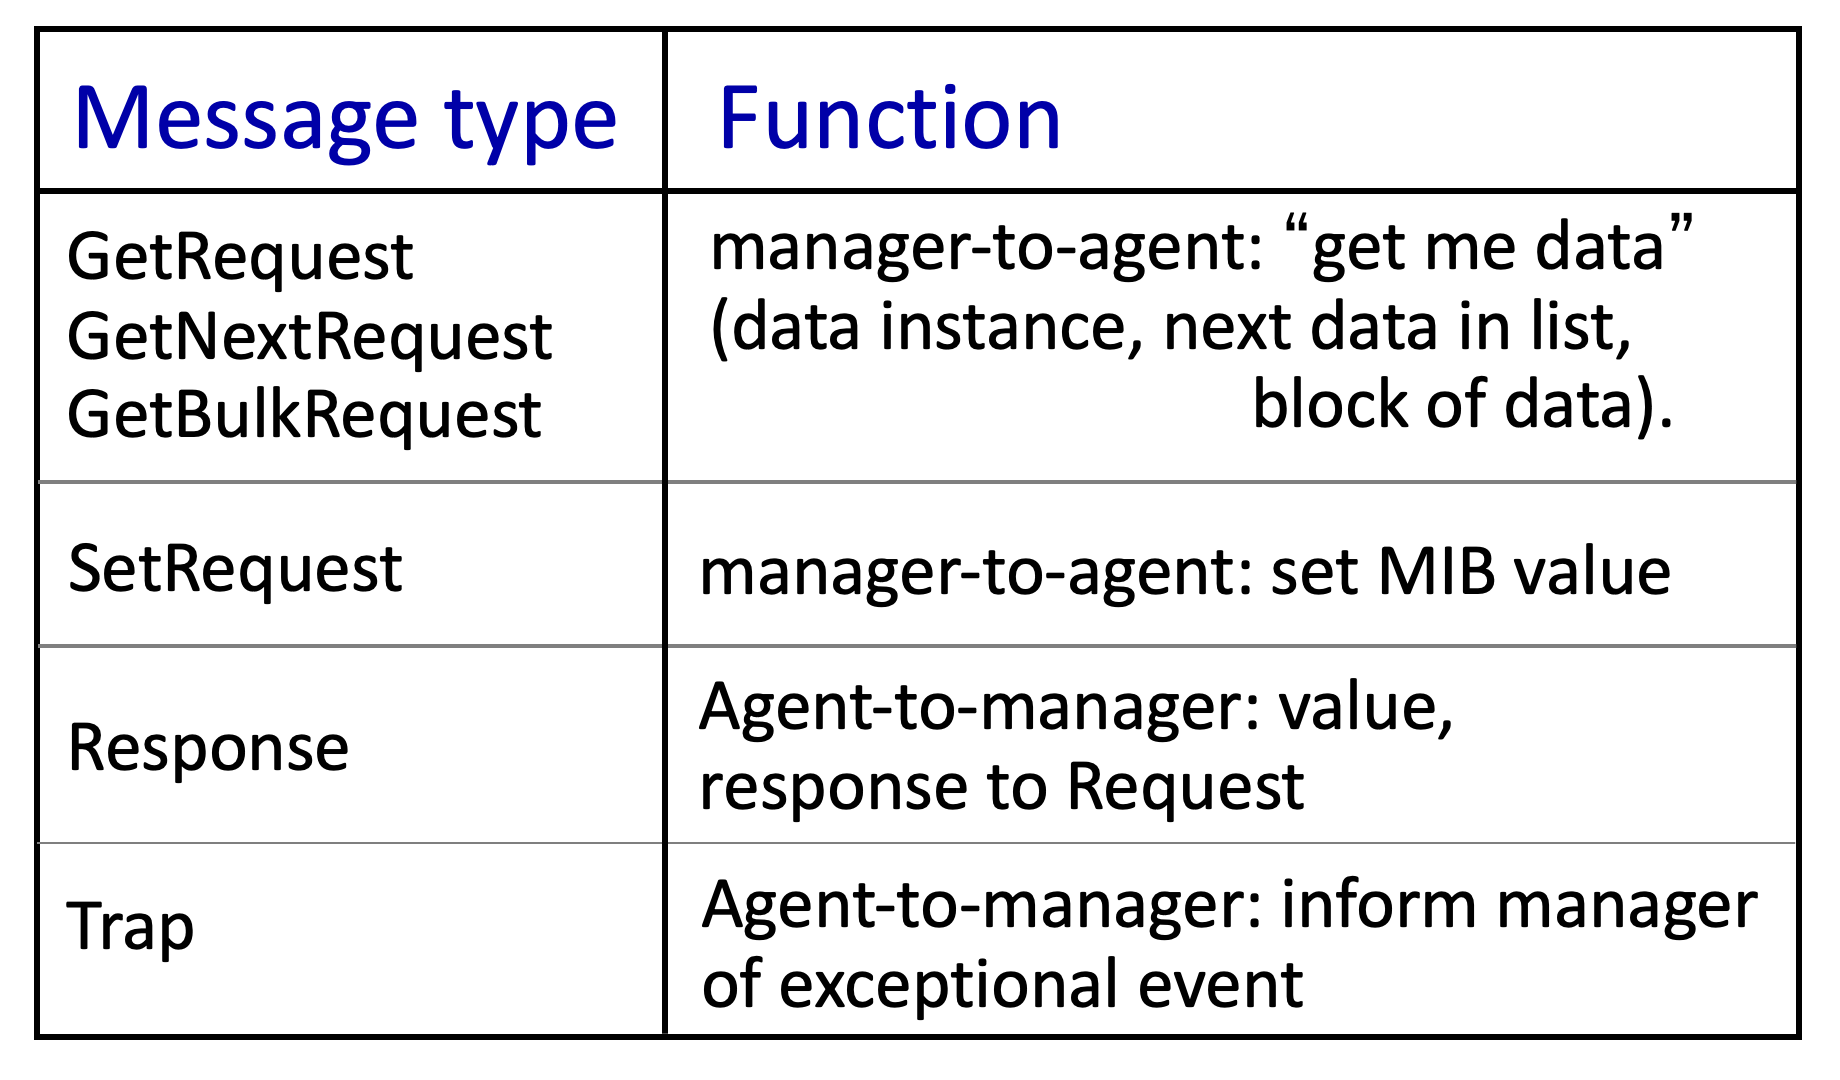 Message type
Function
GetRequest
GetNextRequest
GetBulkRequest
manager-to-agent: “get me data”
(data instance, next data in list,
block of data).
SetRequest
manager-to-agent: set MIB value
Response
Agent-to-manager: value,
response to Request
Trap
Agent-to-manager: inform manager
of exceptional event